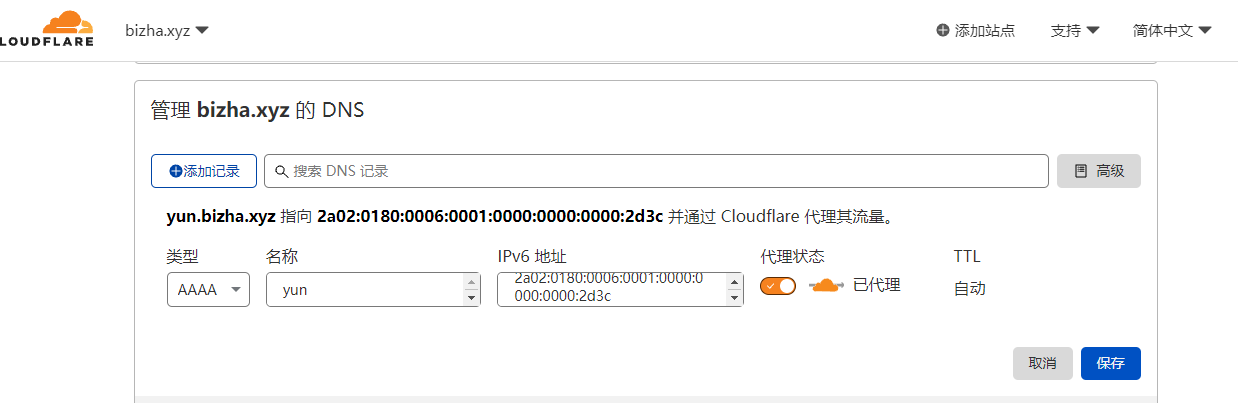 LOUDFLARE bizha.xyz 添加站点 支持 简体中文
管理 bizha.xyz 的 DNS
添加记录 搜索 DNS 记录 高级
yun.bizha.xyz 指向 2a02:0180:0006:0001:0000:0000:0000:2d3c 并通过 Cloudflare 代理其流量。
类型 名称 IPv6 地址 代理状态 TTL
AAAA yun 2a02:0180:0006:0001:0000:0
000:0000:2d3c 已代理 自动
取消 保存